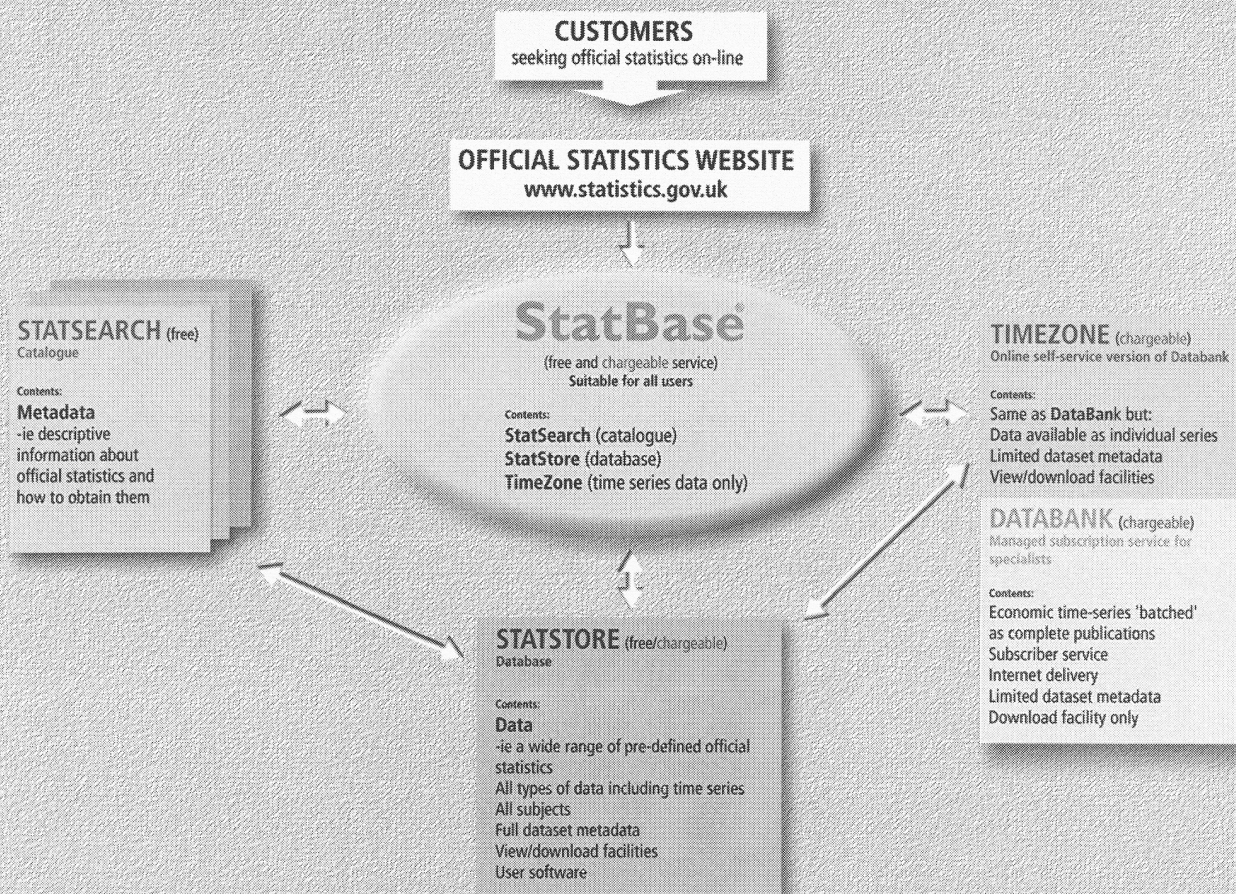 CUSTOMERS
seeking official statistics on-line
OFFICIAL STATISTICS WEBSITE
www.statistics.gov.uk
StatBase®
(free and chargeable service)
Suitable for all users
Contents:
StatSearch (catalogue)
StatStore (database)
TimeZone (time series data only)
STATSEARCH (free)
Catalogue
Contents:
Metadata
-ie descriptive
information about
official statistics and
how to obtain them
TIMEZONE (chargeable)
Online self-service version of Databank
Contents:
Same as DataBank but:
Data available as individual series
Limited dataset metadata
View/download facilities
DATABANK (chargeable)
Managed subscription service for
specialists
Contents:
Economic time-series 'batched'
as complete publications
Subscriber service
Internet delivery
Limited dataset metadata
Download facility only
STATSTORE (free/chargeable)
Database
Contents:
Data
-ie a wide range of pre-defined official
statistics
All types of data including time series
All subjects
Full dataset metadata
View/download facilities
User software